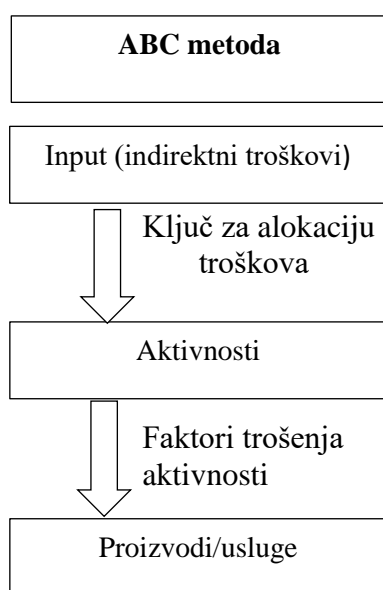 ABC metoda
Input (indirektni troškovi)
Ključ za alokaciju
troškova
Aktivnosti
Faktori trošenja
aktivnosti
Proizvodi/usluge